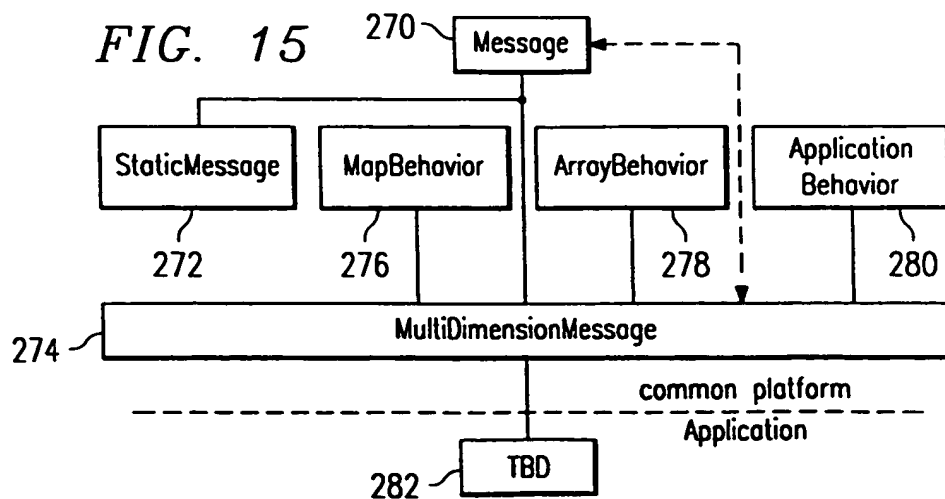 FIG. 15
270
Message
StaticMessage
MapBehavior
ArrayBehavior
Application
Behavior
272
276
278
280
MultiDimensionMessage
274
common platform
Application
TBD
282